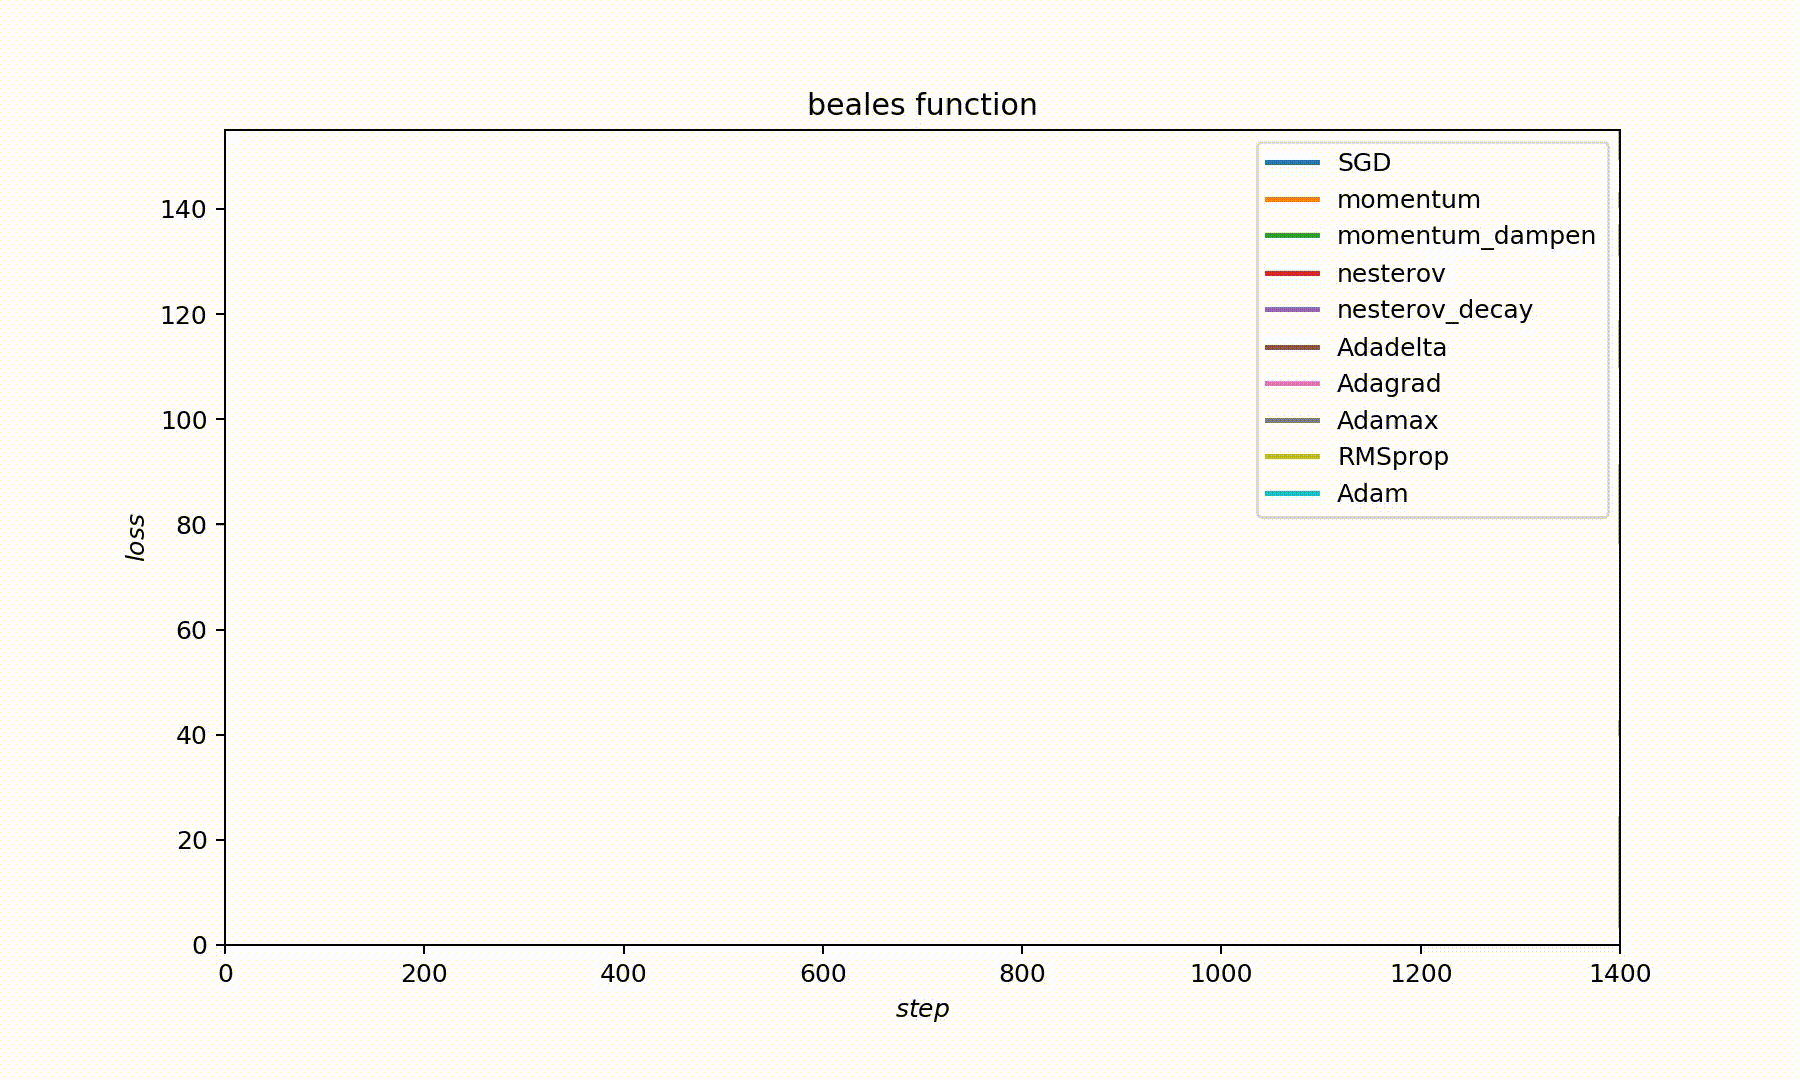 beales function
140
120
100
80
60
40
20
0
loss
SGD
momentum
momentum_dampen
nesterov
nesterov_decay
Adadelta
Adagrad
Adamax
RMSprop
Adam
0 200 400 600 800 1000 1200 1400
step